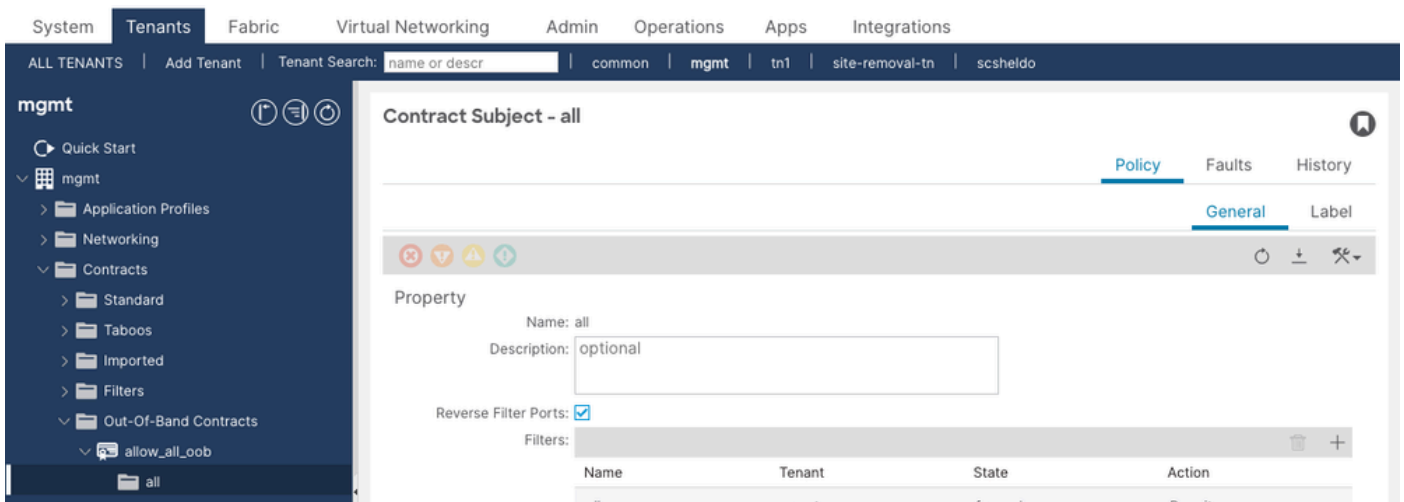 System Tenants Fabric Virtual Networking Admin Operations Apps Integrations
ALL TENANTS | Add Tenant | Tenant Search: name or descr | common | mgmt | tn1 | site-removal-tn | scsheldo
mgmt
Contract Subject - all
Quick Start
Policy Faults History
mgmt
Application Profiles
General Label
Networking
Contracts
Property
Standard
Name: all
Taboos
Description: optional
Imported
Filters
Reverse Filter Ports:
Out-Of-Band Contracts
Filters:
allow_all_oob
Name Tenant State Action
all